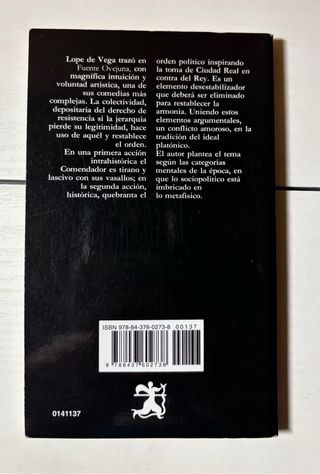 Lope de Vega trazó en
Fuente Ovejuna, con
magnífica intuición y
voluntad artística, una
de sus comedias más
complejas. La colectividad,
depositaria del derecho de
resistencia si la jerarquía
pierde su legitimidad, hace
uso de aquél y restablece
el orden.
En una primera acción
intrahistórica el
Comendador es tirano y
lascivo con sus vasallos; en
la segunda acción,
histórica, quebranta el
orden político inspirando
la toma de Ciudad Real en
contra del Rey. Es un
elemento desestabilizador
que deberá ser eliminado
para restablecer la
armonía. Uniendo estos
elementos argumentales,
un conflicto amoroso, en la
tradición del ideal
platónico.
El autor plantea el tema
según las categorías
mentales de la época, en
que lo sociopolítico está
imbricado en
lo metafísico.
ISBN 978-84-376-0273-8
00137
9 788437 602738
0141137